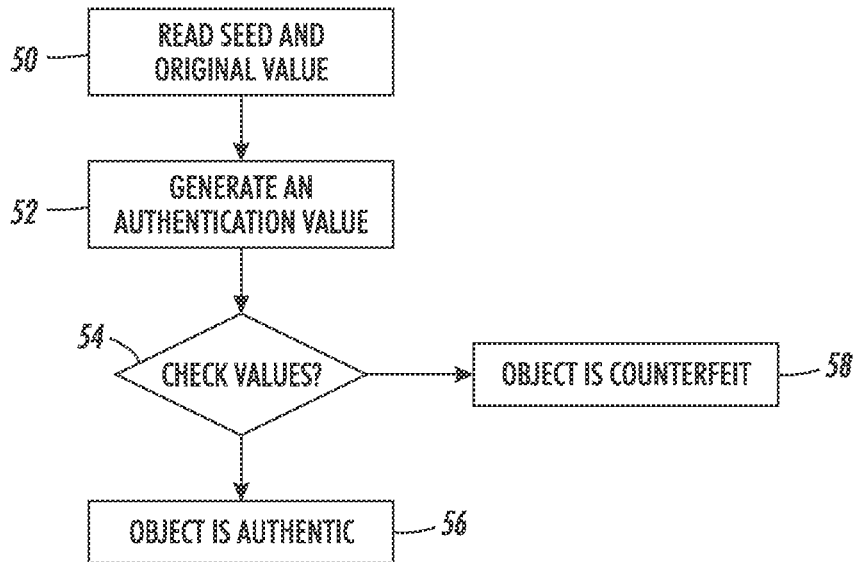 50
READ SEED AND
ORIGINAL VALUE
52
GENERATE AN
AUTHENTICATION VALUE
54
CHECK VALUES?
OBJECT IS COUNTERFEIT
58
OBJECT IS AUTHENTIC
56